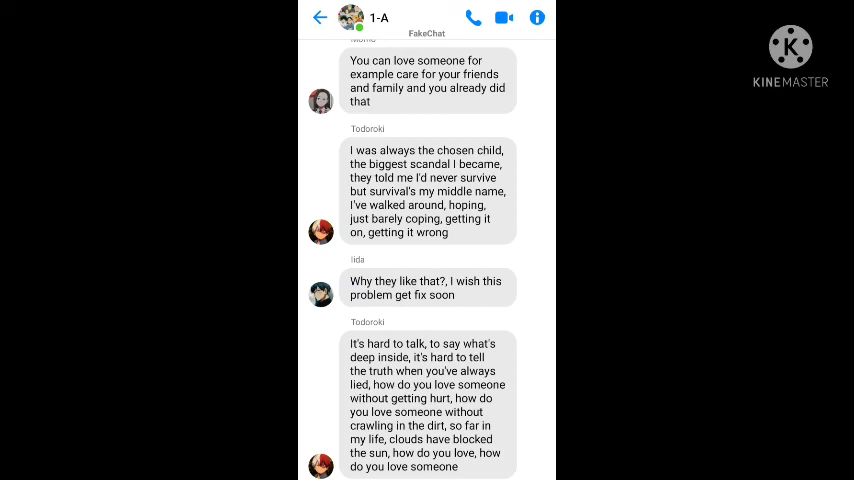 1-A
FakeChat
Momo
You can love someone for
example care for your friends
and family and you already did
that
Todoroki
I was always the chosen child,
the biggest scandal I became,
they told me I'd never survive
but survival's my middle name,
I've walked around, hoping,
just barely coping, getting it
on, getting it wrong
Iida
Why they like that?, I wish this
problem get fix soon
Todoroki
It's hard to talk, to say what's
deep inside, it's hard to tell
the truth when you've always
lied, how do you love someone
without getting hurt, how do
you love someone without
crawling in the dirt, so far in
my life, clouds have blocked
the sun, how do you love, how
do you love someone
K
KINEMASTER